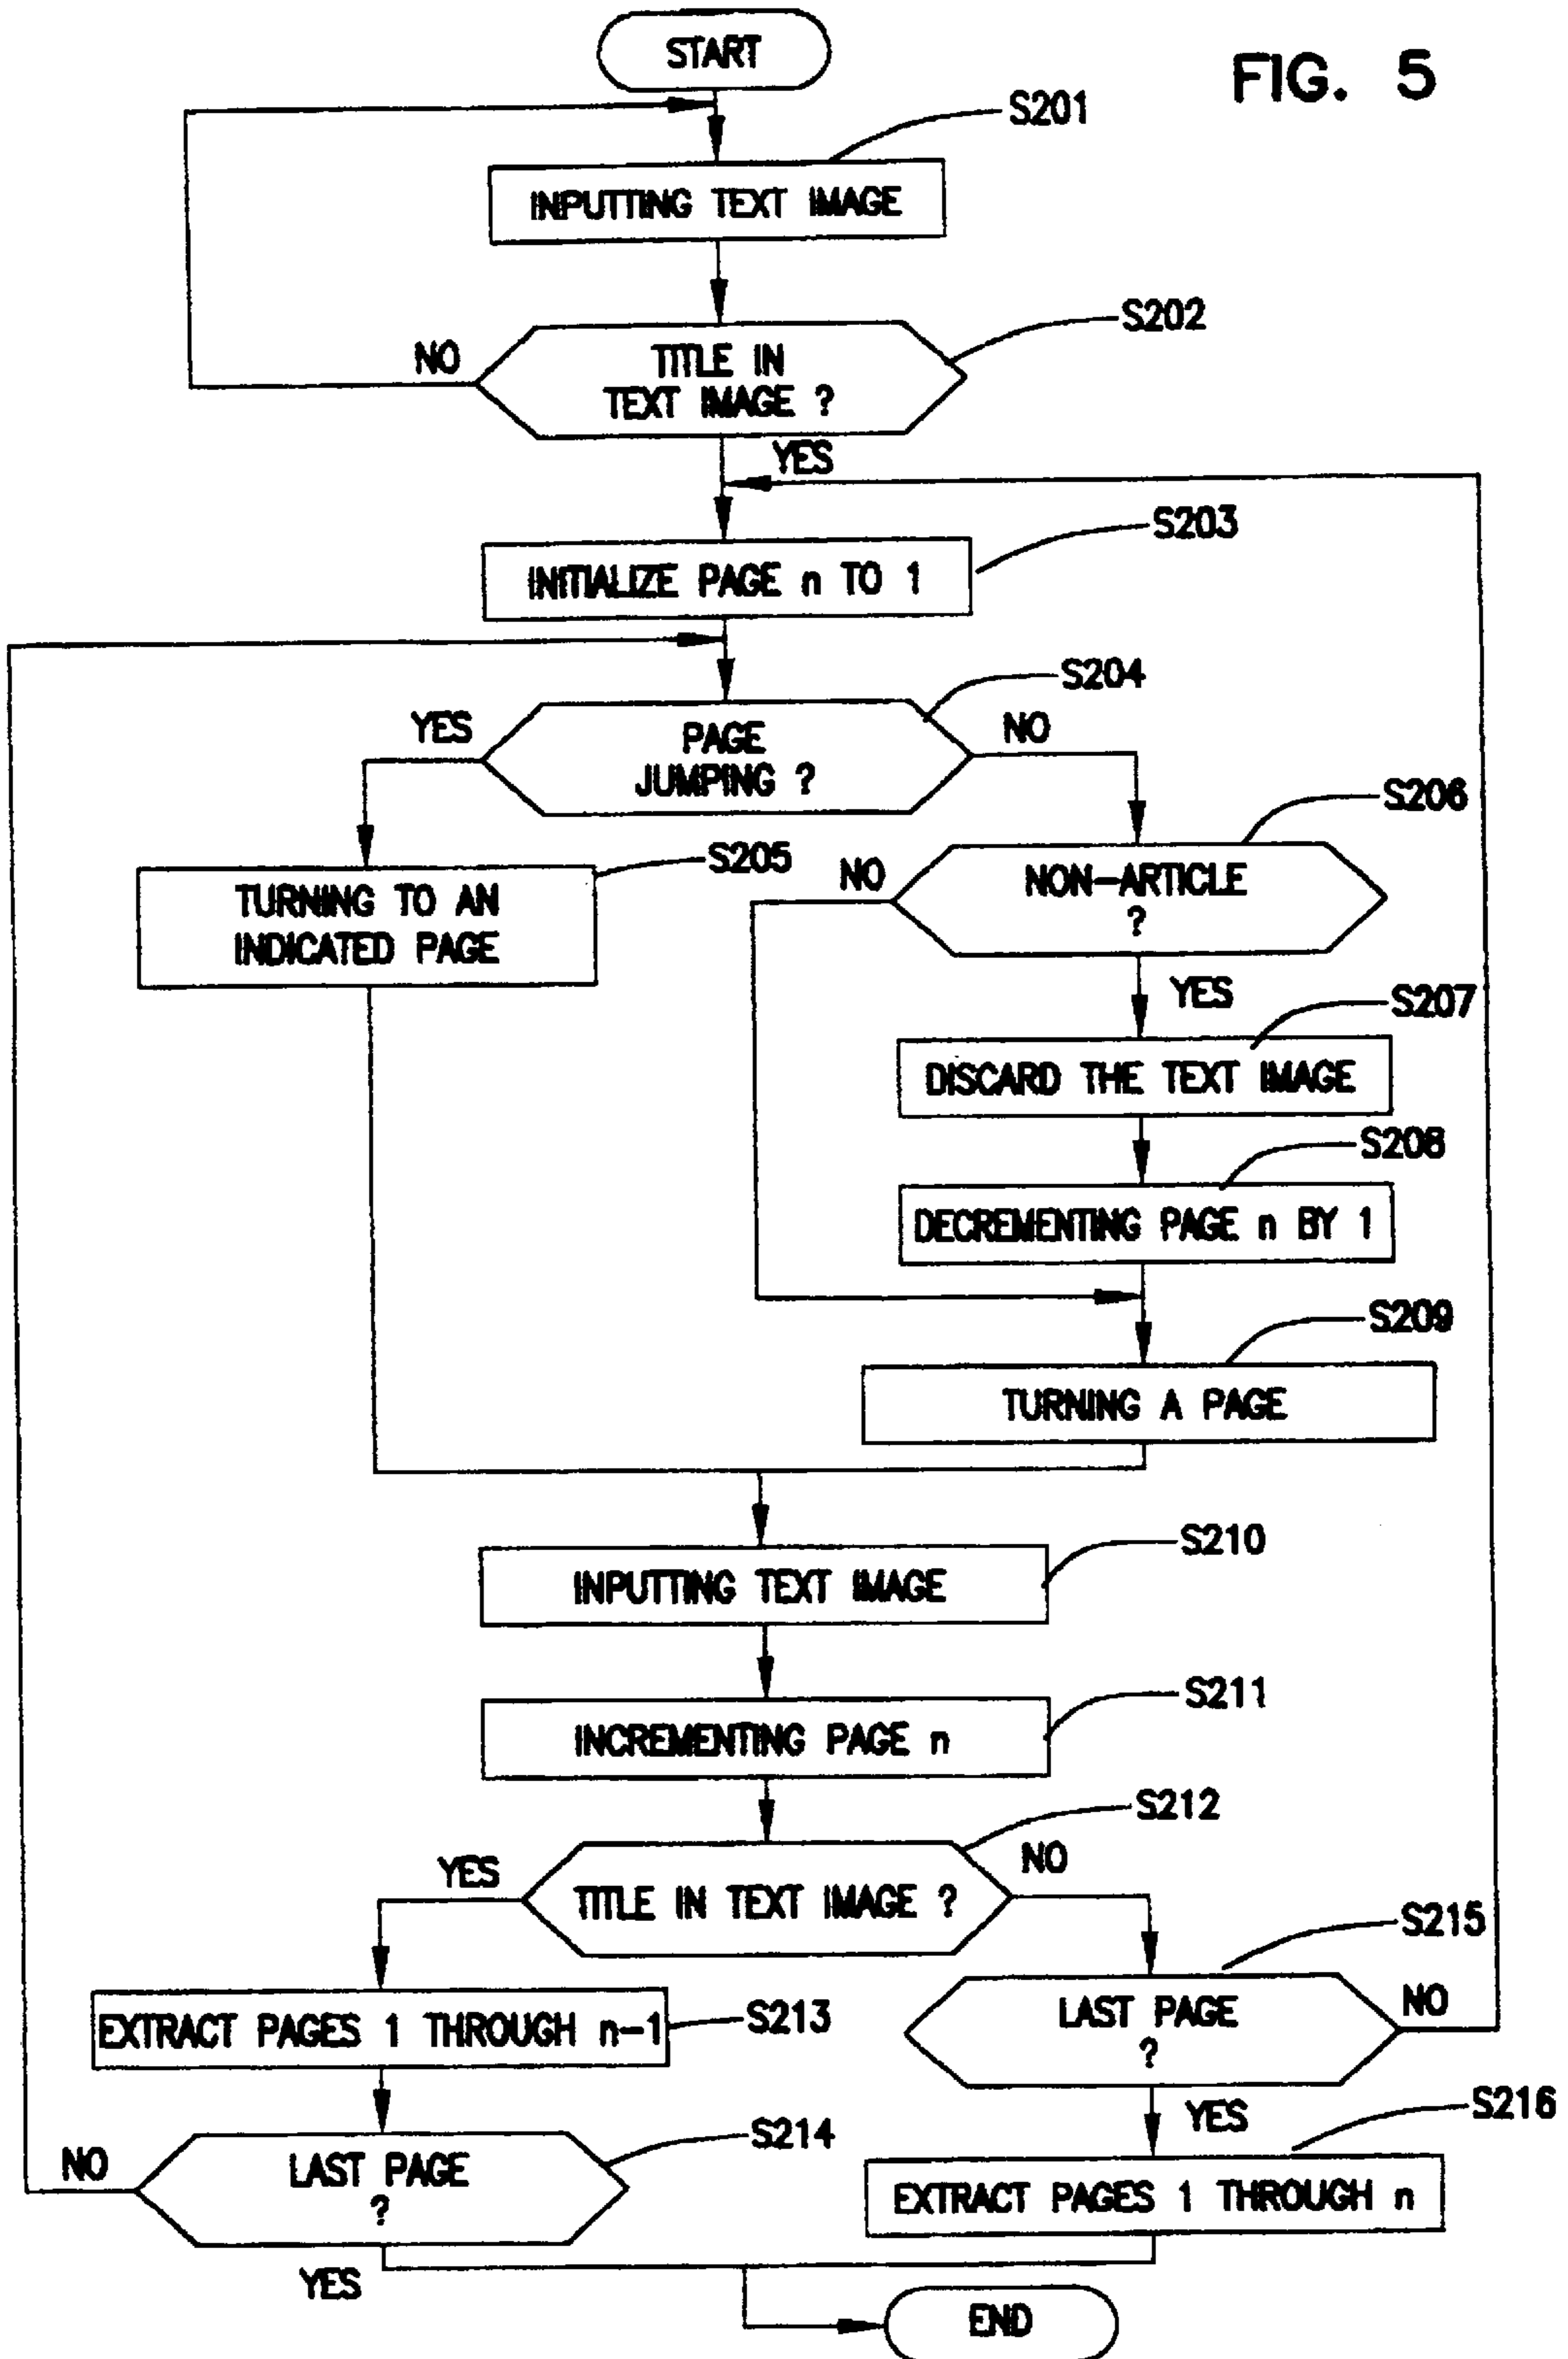 START
FIG. 5
S201
INPUTTING TEXT IMAGE
S202
NO
TITLE IN
TEXT IMAGE ?
YES
S203
INITIALIZE PAGE n TO 1
S204
YES
PAGE
JUMPING ?
NO
S206
S205
TURNING TO AN
INDICATED PAGE
NO
NON-ARTICLE
?
YES
S207
DISCARD THE TEXT IMAGE
S208
DECREMENTING PAGE n BY 1
S209
TURNING A PAGE
S210
INPUTTING TEXT IMAGE
S211
INCREMENTING PAGE n
S212
YES
TITLE IN TEXT IMAGE ?
NO
S215
EXTRACT PAGES 1 THROUGH n-1
S213
LAST PAGE
?
NO
S216
YES
S214
NO
LAST PAGE
?
EXTRACT PAGES 1 THROUGH n
YES
END